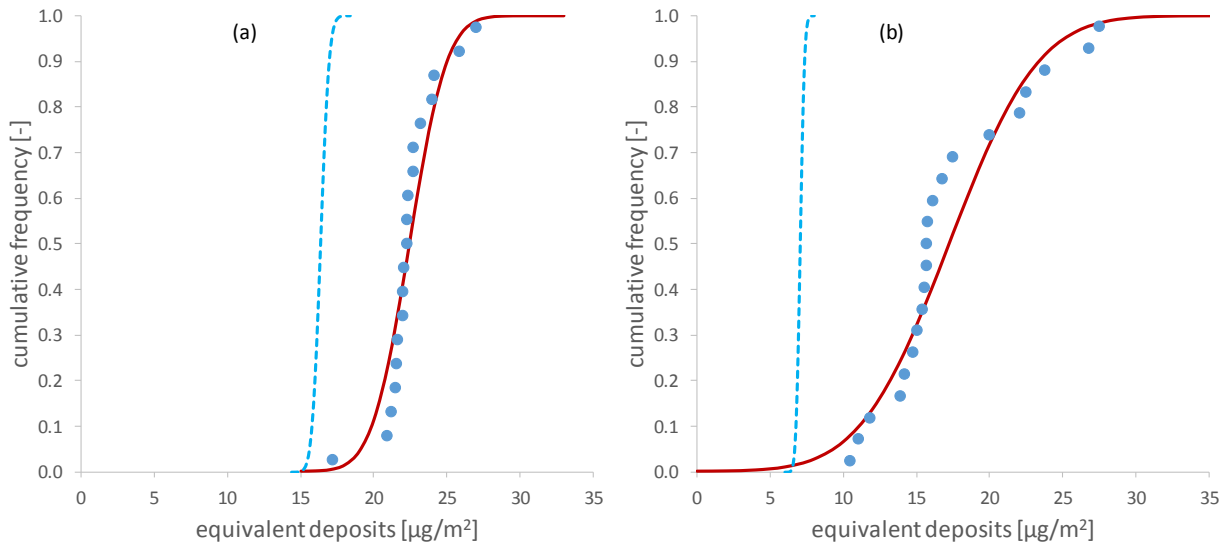 (a)
cumulative frequency [-]
1.0
0.9
0.8
0.7
0.6
0.5
0.4
0.3
0.2
0.1
0.0
0 5 10 15 20 25 30 35
equivalent deposits [µg/m²]
(b)
cumulative frequency [-]
1.0
0.9
0.8
0.7
0.6
0.5
0.4
0.3
0.2
0.1
0.0
0 5 10 15 20 25 30 35
equivalent deposits [µg/m²]